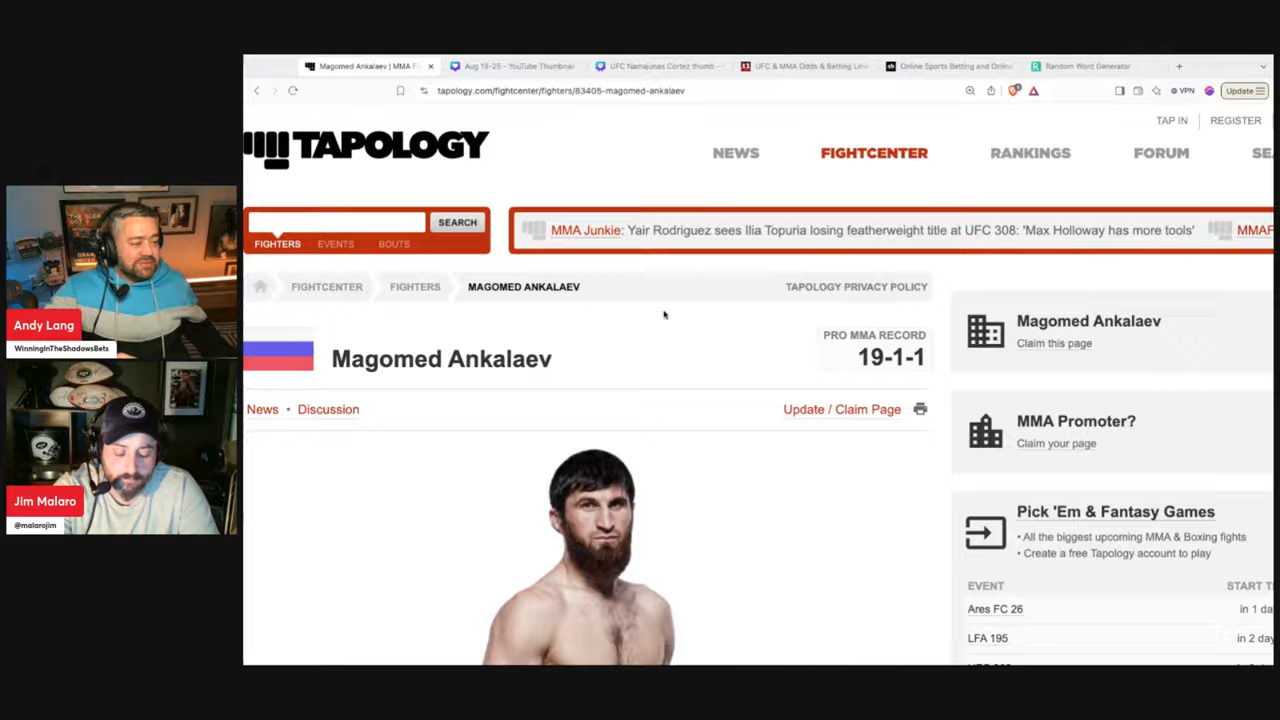 Magomed Ankalaev | MMA F
Aug 19-25 - YouTube Thumbnai
UFC Namajunas Cortez thumb -
UFC & MMA Odds & Betting Line
Online Sports Betting and Online
Random Word Generator
tapology.com/fightcenter/fighters/83405-magomed-ankalaev
VPN
Update
TAP IN
REGISTER
TAPOLOGY
NEWS
FIGHTCENTER
RANKINGS
FORUM
SE
SEARCH
FIGHTERS
EVENTS
BOUTS
MMA Junkie: Yair Rodriguez sees Ilia Topuria losing featherweight title at UFC 308: 'Max Holloway has more tools'
MMAF
FIGHTCENTER
FIGHTERS
MAGOMED ANKALAEV
TAPOLOGY PRIVACY POLICY
Magomed Ankalaev
PRO MMA RECORD
19-1-1
News • Discussion
Update / Claim Page
Magomed Ankalaev
Claim this page
MMA Promoter?
Claim your page
Pick 'Em & Fantasy Games
• All the biggest upcoming MMA & Boxing fights
• Create a free Tapology account to play
EVENT
START T
Ares FC 26
in 1 da
LFA 195
in 2 day
Andy Lang
WinningInTheShadowsBets
Jim Malaro
@malarojim